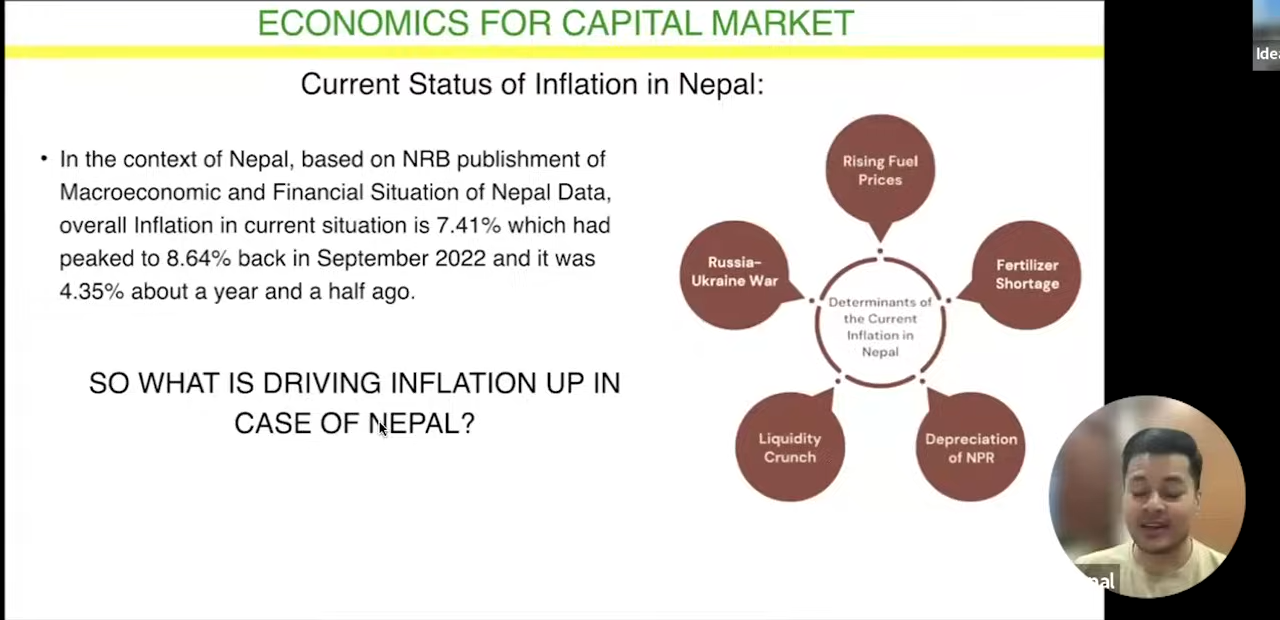 ECONOMICS FOR CAPITAL MARKET
Current Status of Inflation in Nepal:
• In the context of Nepal, based on NRB publishment of
Macroeconomic and Financial Situation of Nepal Data,
overall Inflation in current situation is 7.41% which had
peaked to 8.64% back in September 2022 and it was
4.35% about a year and a half ago.
SO WHAT IS DRIVING INFLATION UP IN
CASE OF NEPAL?
Rising Fuel
Prices
Russia–
Ukraine War
Fertilizer
Shortage
Determinants of
the Current
Inflation in
Nepal
Liquidity
Crunch
Depreciation
of NPR